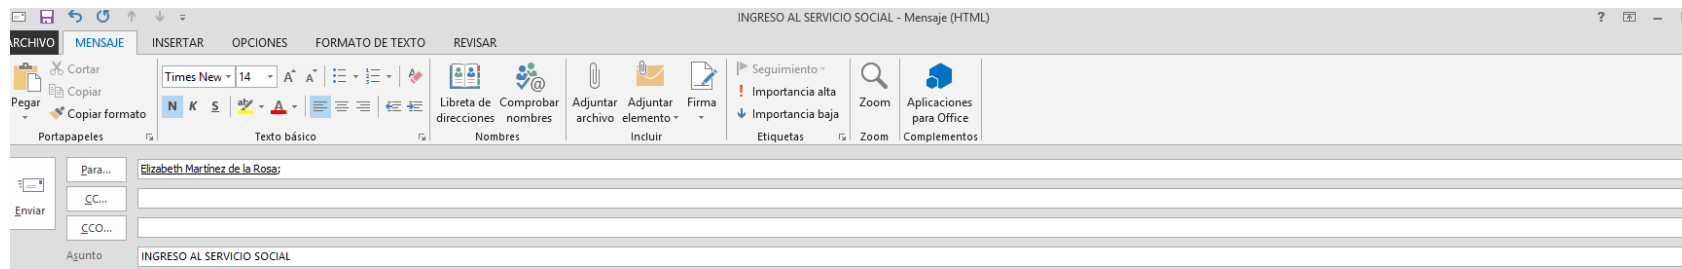 INGRESO AL SERVICIO SOCIAL - Mensaje (HTML)
?
ARCHIVO MENSAJE INSERTAR OPCIONES FORMATO DE TEXTO REVISAR
Pegar
Cortar
Copiar
Copiar formato
Portapapeles
Times New 14
N K S
Texto básico
Libreta de direcciones
Comprobar nombres
Nombres
Adjuntar archivo
Adjuntar elemento
Firma
Incluir
Seguimiento
Importancia alta
Importancia baja
Etiquetas
Zoom
Zoom
Aplicaciones para Office
Complementos
Enviar
Para... Elizabeth Martínez de la Rosa;
CC...
CCO...
Asunto INGRESO AL SERVICIO SOCIAL